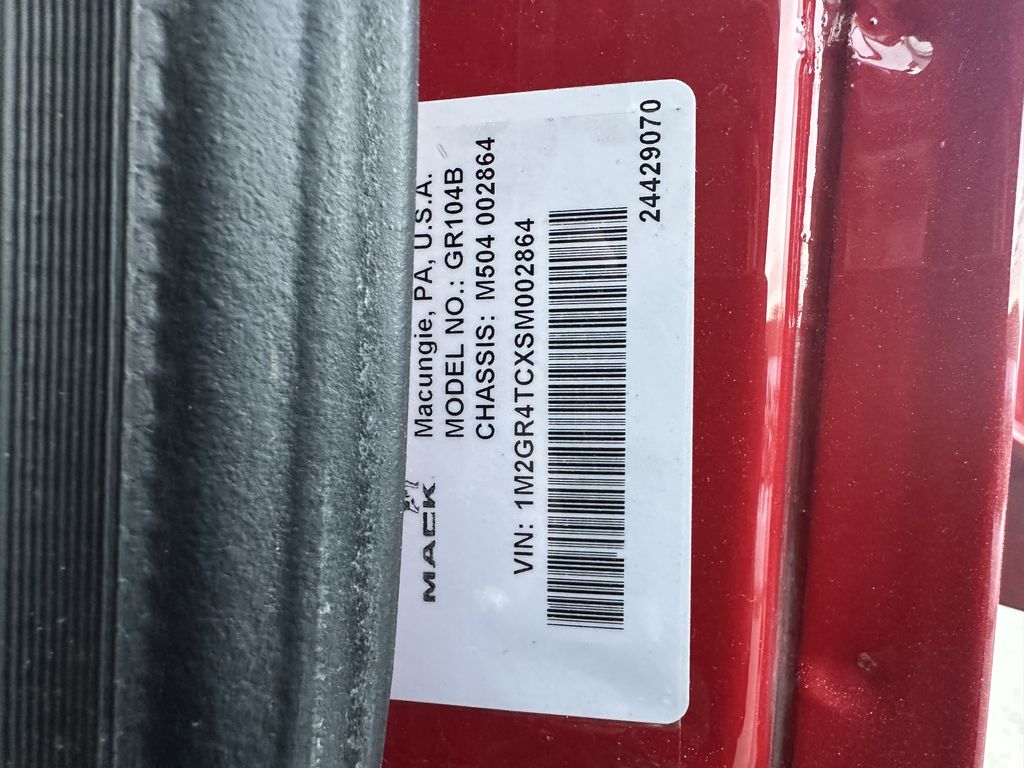 MACK
Macungie, PA, U.S.A.
MODEL NO.: GR104B
CHASSIS: M504 002864
VIN: 1M2GR4TCXSM002864
24429070